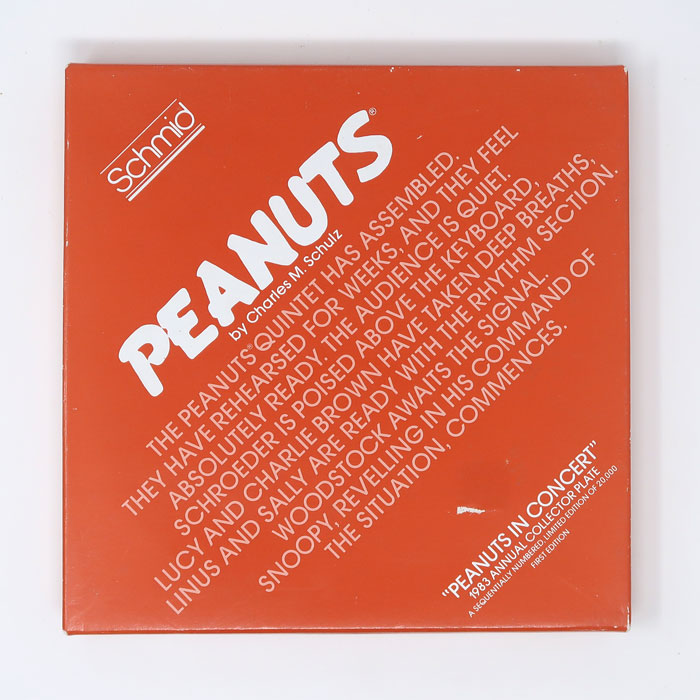 Schmid
PEANUTS®
by Charles M. Schulz
THE PEANUTS® QUINTET HAS ASSEMBLED.
THEY HAVE REHEARSED FOR WEEKS, AND THEY FEEL
ABSOLUTELY READY. THE AUDIENCE IS QUIET.
SCHROEDER IS POISED ABOVE THE KEYBOARD.
LUCY AND CHARLIE BROWN HAVE TAKEN DEEP BREATHS,
LINUS AND SALLY ARE READY WITH THE RHYTHM SECTION.
WOODSTOCK AWAITS THE SIGNAL.
SNOOPY, REVELLING IN HIS COMMAND OF
THE SITUATION, COMMENCES.
"PEANUTS IN CONCERT"
1983 ANNUAL COLLECTOR PLATE
A SEQUENTIALLY NUMBERED, LIMITED EDITION OF 20,000
FIRST EDITION